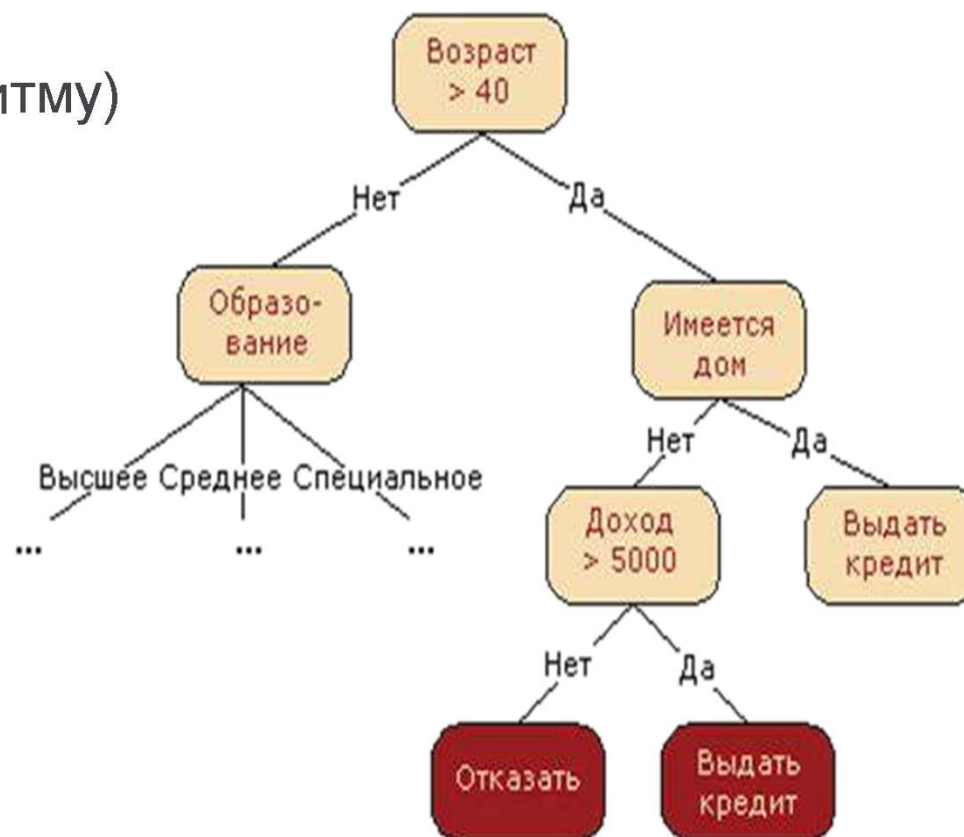 итму)
Возраст
> 40
Нет
Да
Образо-
вание
Имеется
дом
Высшее Среднее Специальное
... ... ...
Нет
Да
Доход
> 5000
Выдать
кредит
Нет
Да
Отказать
Выдать
кредит